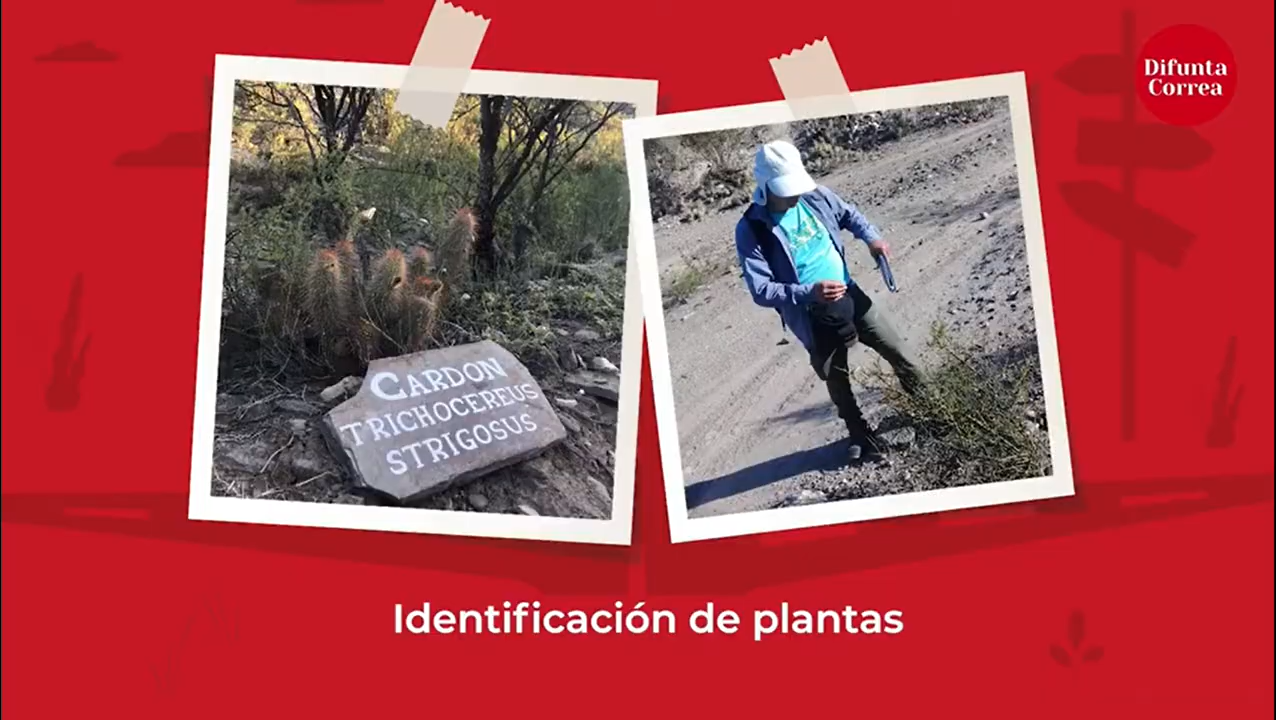 Difunta
Correa
CARDON
TRICHOCEREUS
STRIGOSUS
Identificación de plantas